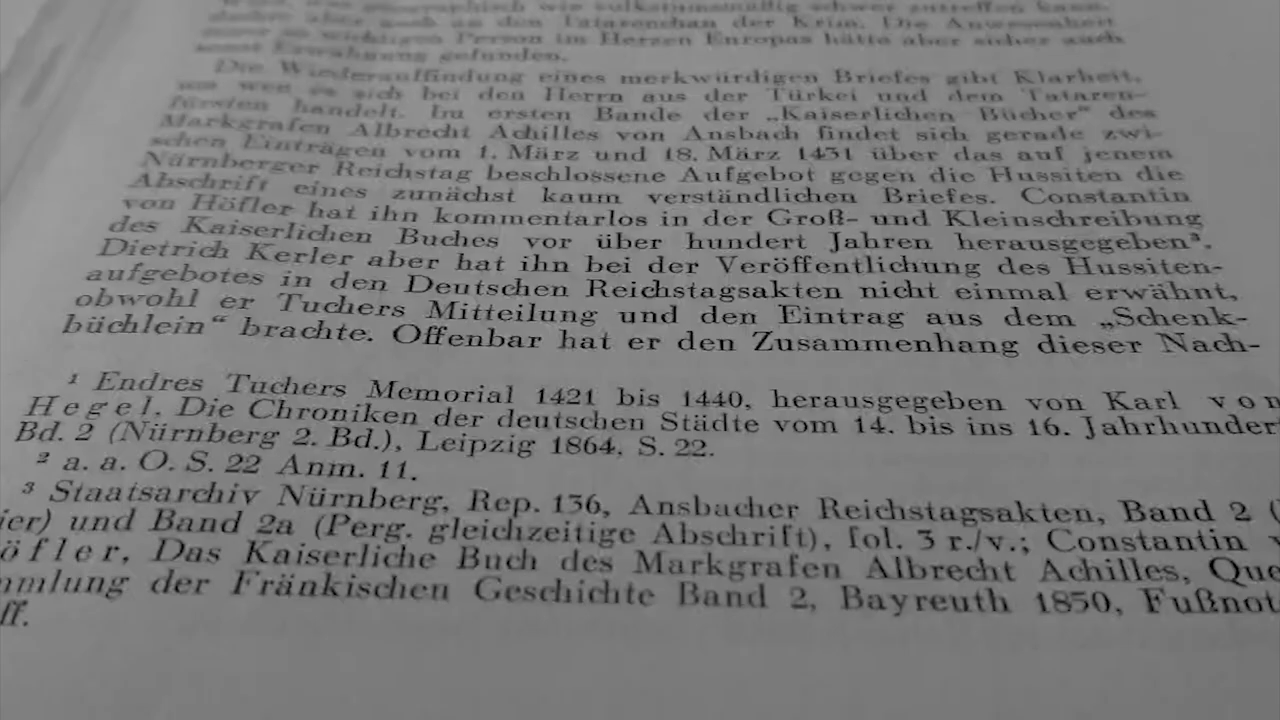 sonst Erwähnung gefunden.
Die Wiederauffindung eines merkwürdigen Briefes gibt Klarheit,
um wen es sich bei den Herrn aus der Türkei und dem Tataren-
fürsten handelt. Im ersten Bande der „Kaiserlichen Bücher“ des
Markgrafen Albrecht Achilles von Ansbach findet sich gerade zwi-
schen Einträgen vom 1. März und 18. März 1431 über das auf jenem
Nürnberger Reichstag beschlossene Aufgebot gegen die Hussiten die
Abschrift eines zunächst kaum verständlichen Briefes. Constantin
von Höfler hat ihn kommentarlos in der Groß- und Kleinschreibung
des Kaiserlichen Buches vor über hundert Jahren herausgegeben³.
Dietrich Kerler aber hat ihn bei der Veröffentlichung des Hussiten-
aufgebotes in den Deutschen Reichstagsakten nicht einmal erwähnt,
obwohl er Tuchers Mitteilung und den Eintrag aus dem „Schenk-
büchlein“ brachte. Offenbar hat er den Zusammenhang dieser Nach-
¹ Endres Tuchers Memorial 1421 bis 1440, herausgegeben von Karl von
Hegel, Die Chroniken der deutschen Städte vom 14. bis ins 16. Jahrhundert
Bd. 2 (Nürnberg 2. Bd.), Leipzig 1864, S. 22.
² a. a. O. S. 22 Anm. 11.
³ Staatsarchiv Nürnberg, Rep. 136, Ansbacher Reichstagsakten, Band 2 (
ier) und Band 2a (Perg. gleichzeitige Abschrift), fol. 3 r./v.; Constantin v
öfler, Das Kaiserliche Buch des Markgrafen Albrecht Achilles, Que
mmlung der Fränkischen Geschichte Band 2, Bayreuth 1850, Fußnot
ff.